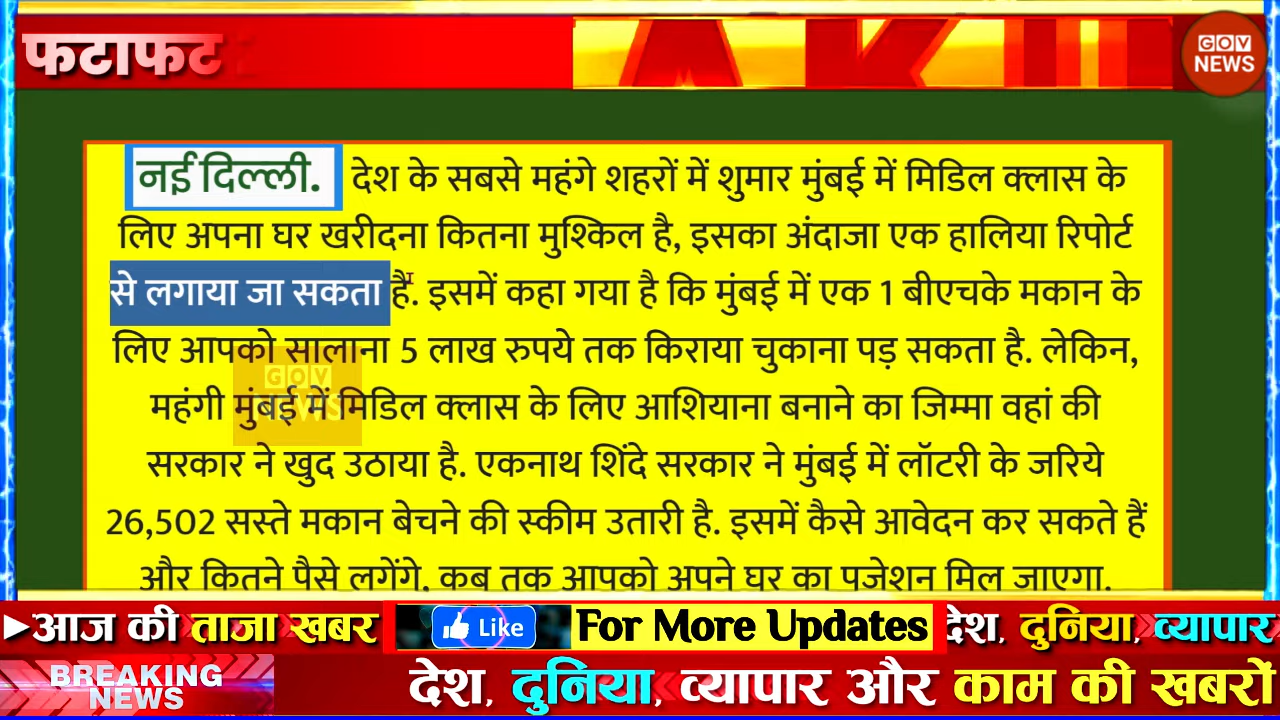 फटाफट
GOV
NEWS
नई दिल्ली. देश के सबसे महंगे शहरों में शुमार मुंबई में मिडिल क्लास के
लिए अपना घर खरीदना कितना मुश्किल है, इसका अंदाजा एक हालिया रिपोर्ट
से लगाया जा सकता है. इसमें कहा गया है कि मुंबई में एक 1 बीएचके मकान के
लिए आपको सालाना 5 लाख रुपये तक किराया चुकाना पड़ सकता है. लेकिन,
महंगी मुंबई में मिडिल क्लास के लिए आशियाना बनाने का जिम्मा वहां की
सरकार ने खुद उठाया है. एकनाथ शिंदे सरकार ने मुंबई में लॉटरी के जरिये
26,502 सस्ते मकान बेचने की स्कीम उतारी है. इसमें कैसे आवेदन कर सकते हैं
और कितने पैसे लगेंगे, कब तक आपको अपने घर का पजेशन मिल जाएगा.
GOV
NEWS
आज की ताजा खबर Like For More Updates देश, दुनिया, व्यापार
BREAKING
NEWS
देश, दुनिया, व्यापार और काम की खबरों